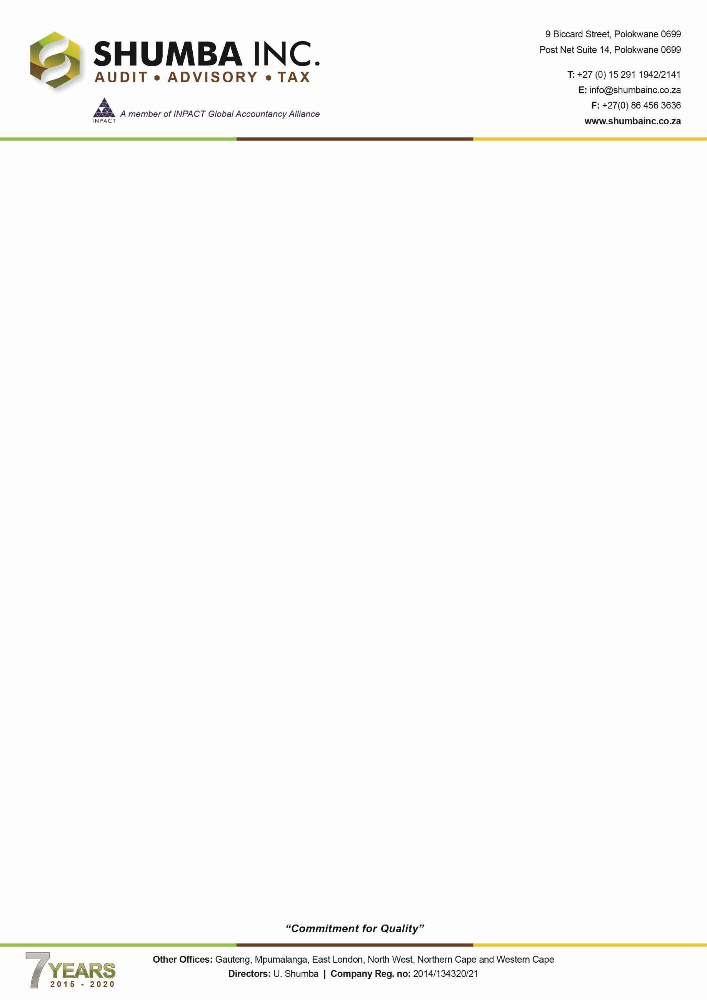 SHUMBA INC.
AUDIT • ADVISORY • TAX
INPACT
A member of INPACT Global Accountancy Alliance
9 Biccard Street, Polokwane 0699
Post Net Suite 14, Polokwane 0699
T: +27 (0) 15 291 1942/2141
E: info@shumbainc.co.za
F: +27(0) 86 456 3636
www.shumbainc.co.za
“Commitment for Quality”
7 YEARS
2015 - 2020
Other Offices: Gauteng, Mpumalanga, East London, North West, Northern Cape and Western Cape
Directors: U. Shumba | Company Reg. no: 2014/134320/21